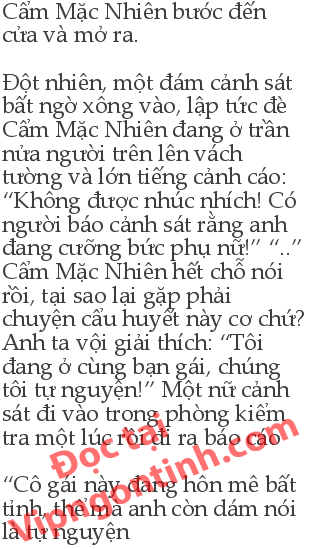 Cẩm Mặc Nhiên bước đến
cửa và mở ra.
Đột nhiên, một đám cảnh sát
bất ngờ xông vào, lập tức đè
Cẩm Mặc Nhiên đang ở trần
nửa người trên lên vách
tường và lớn tiếng cảnh cáo:
“Không được nhúc nhích! Có
người báo cảnh sát rằng anh
đang cưỡng bức phụ nữ!” “..”
Cẩm Mặc Nhiên hết chỗ nói
rồi, tại sao lại gặp phải
chuyện cẩu huyết này cơ chứ?
Anh ta vội giải thích: “Tôi
đang ở cùng bạn gái, chúng
tôi tự nguyện!” Một nữ cảnh
sát đi vào trong phòng kiểm
tra một lúc rồi đi ra báo cáo
“Cô gái này đang hôn mê bất
tỉnh, thế mà anh còn dám nói
là tự nguyện
Đọc tại
Vipngontinh.com